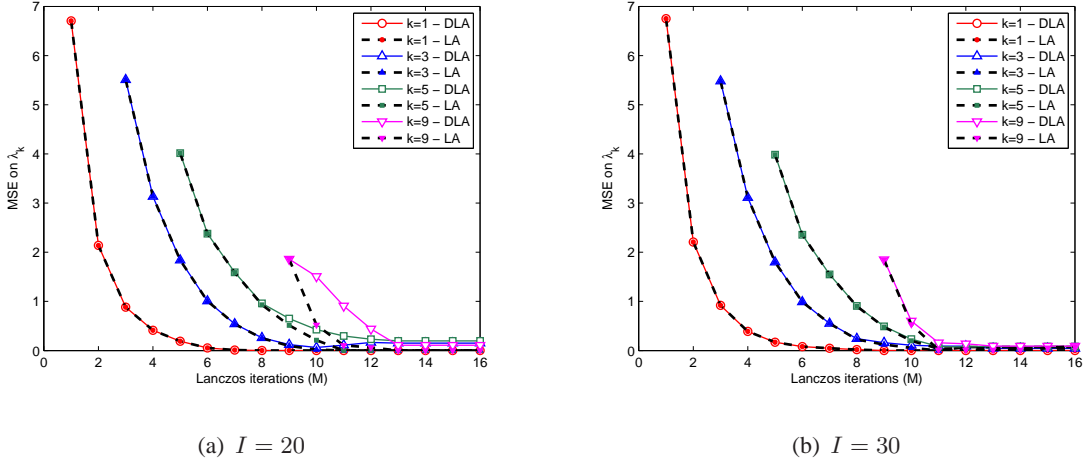 7
6
5
4
3
2
1
0
MSE on λk
0 2 4 6 8 10 12 14 16
Lanczos iterations (M)
k=1 − DLA
k=1 − LA
k=3 − DLA
k=3 − LA
k=5 − DLA
k=5 − LA
k=9 − DLA
k=9 − LA
(a) I = 20
7
6
5
4
3
2
1
0
MSE on λk
0 2 4 6 8 10 12 14 16
Lanczos iterations (M)
k=1 − DLA
k=1 − LA
k=3 − DLA
k=3 − LA
k=5 − DLA
k=5 − LA
k=9 − DLA
k=9 − LA
(b) I = 30